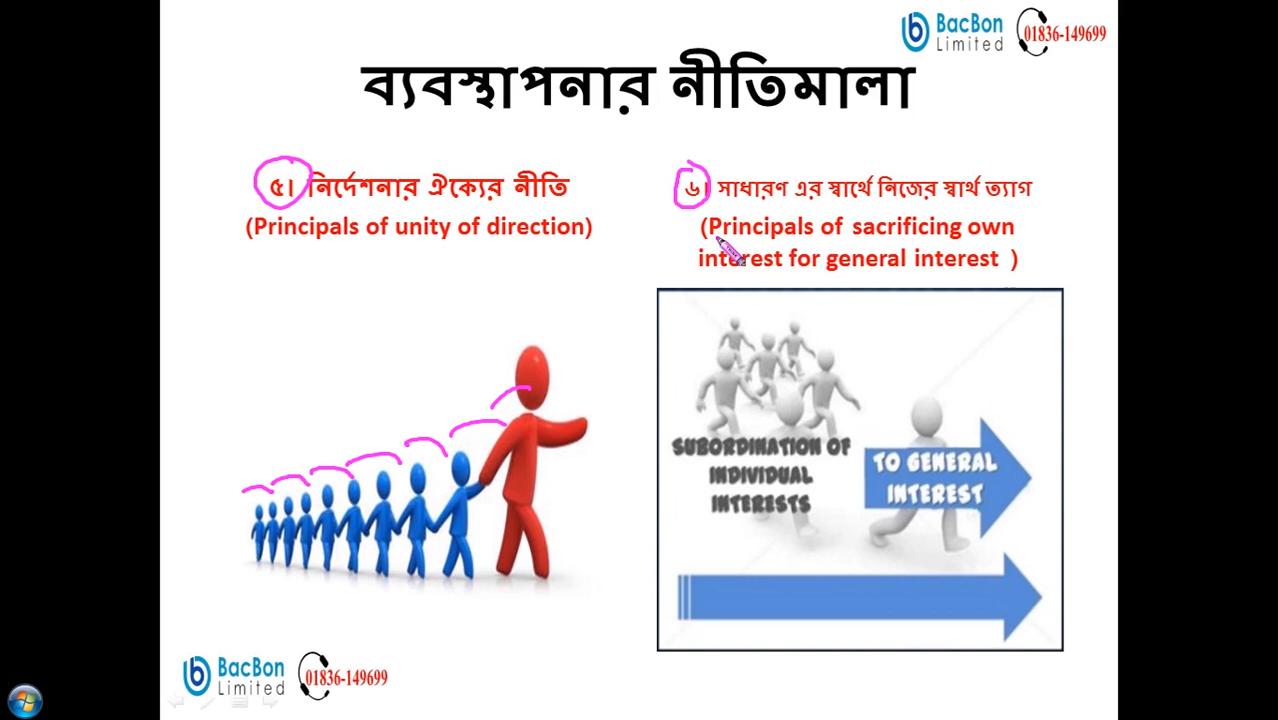 BacBon
Limited
01836-149699
ব্যবস্থাপনার নীতিমালা
৫। নির্দেশনার ঐক্যের নীতি
(Principals of unity of direction)
৬। সাধারণ এর স্বার্থে নিজের স্বার্থ ত্যাগ
(Principals of sacrificing own
interest for general interest )
SUBORDINATION OF
INDIVIDUAL
INTERESTS
TO GENERAL
INTEREST
BacBon
Limited
01836-149699